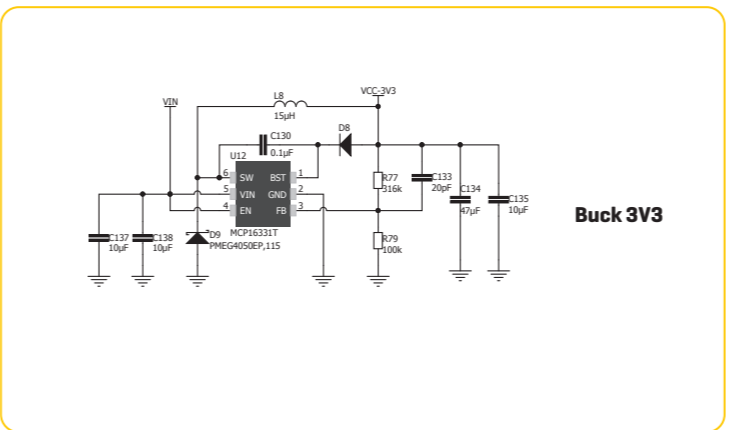 L8
15µH
VCC-3V3
VIN
C130
0.1µF
D8
U12
6 SW BST 1
5 VIN GND 2
4 EN FB 3
MCP16331T
D9
PMEG4050EP,115
R77
316k
C133
20pF
C134
47µF
C135
10µF
R79
100k
C137
10µF
C138
10µF
Buck 3V3